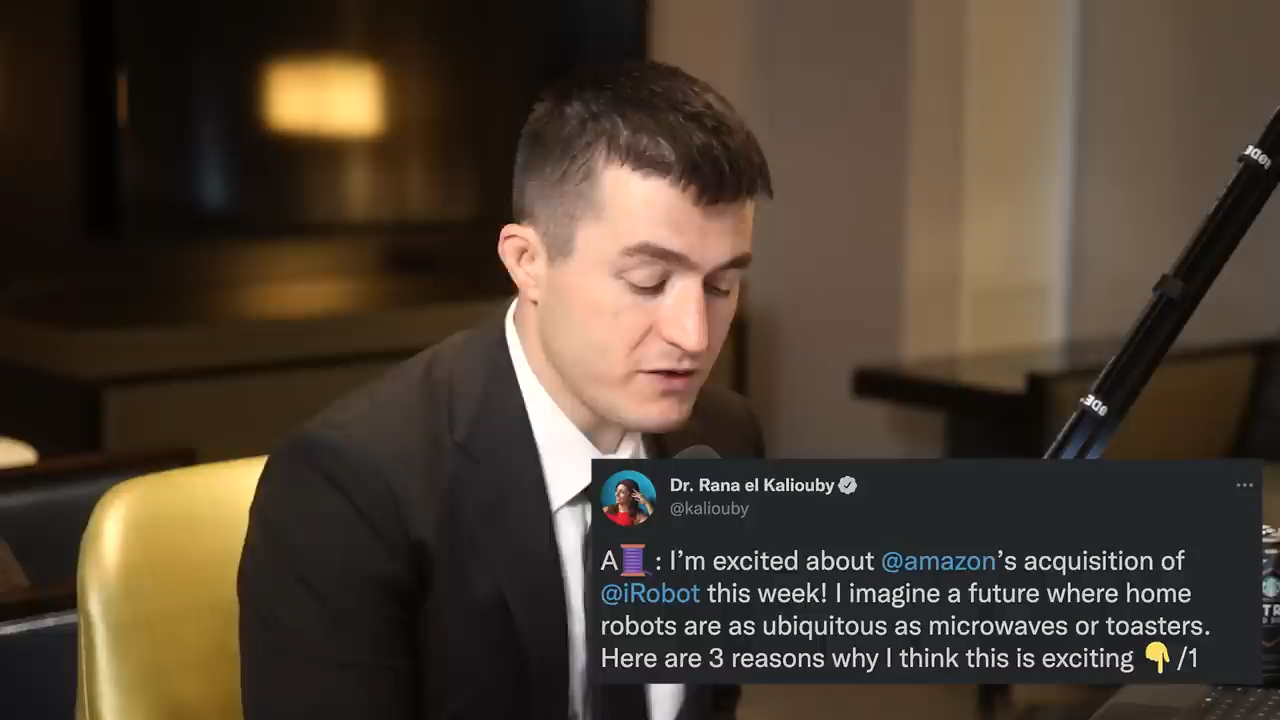 Dr. Rana el Kaliouby
@kaliouby
A🧵: I’m excited about @amazon’s acquisition of
@iRobot this week! I imagine a future where home
robots are as ubiquitous as microwaves or toasters.
Here are 3 reasons why I think this is exciting 👇 /1